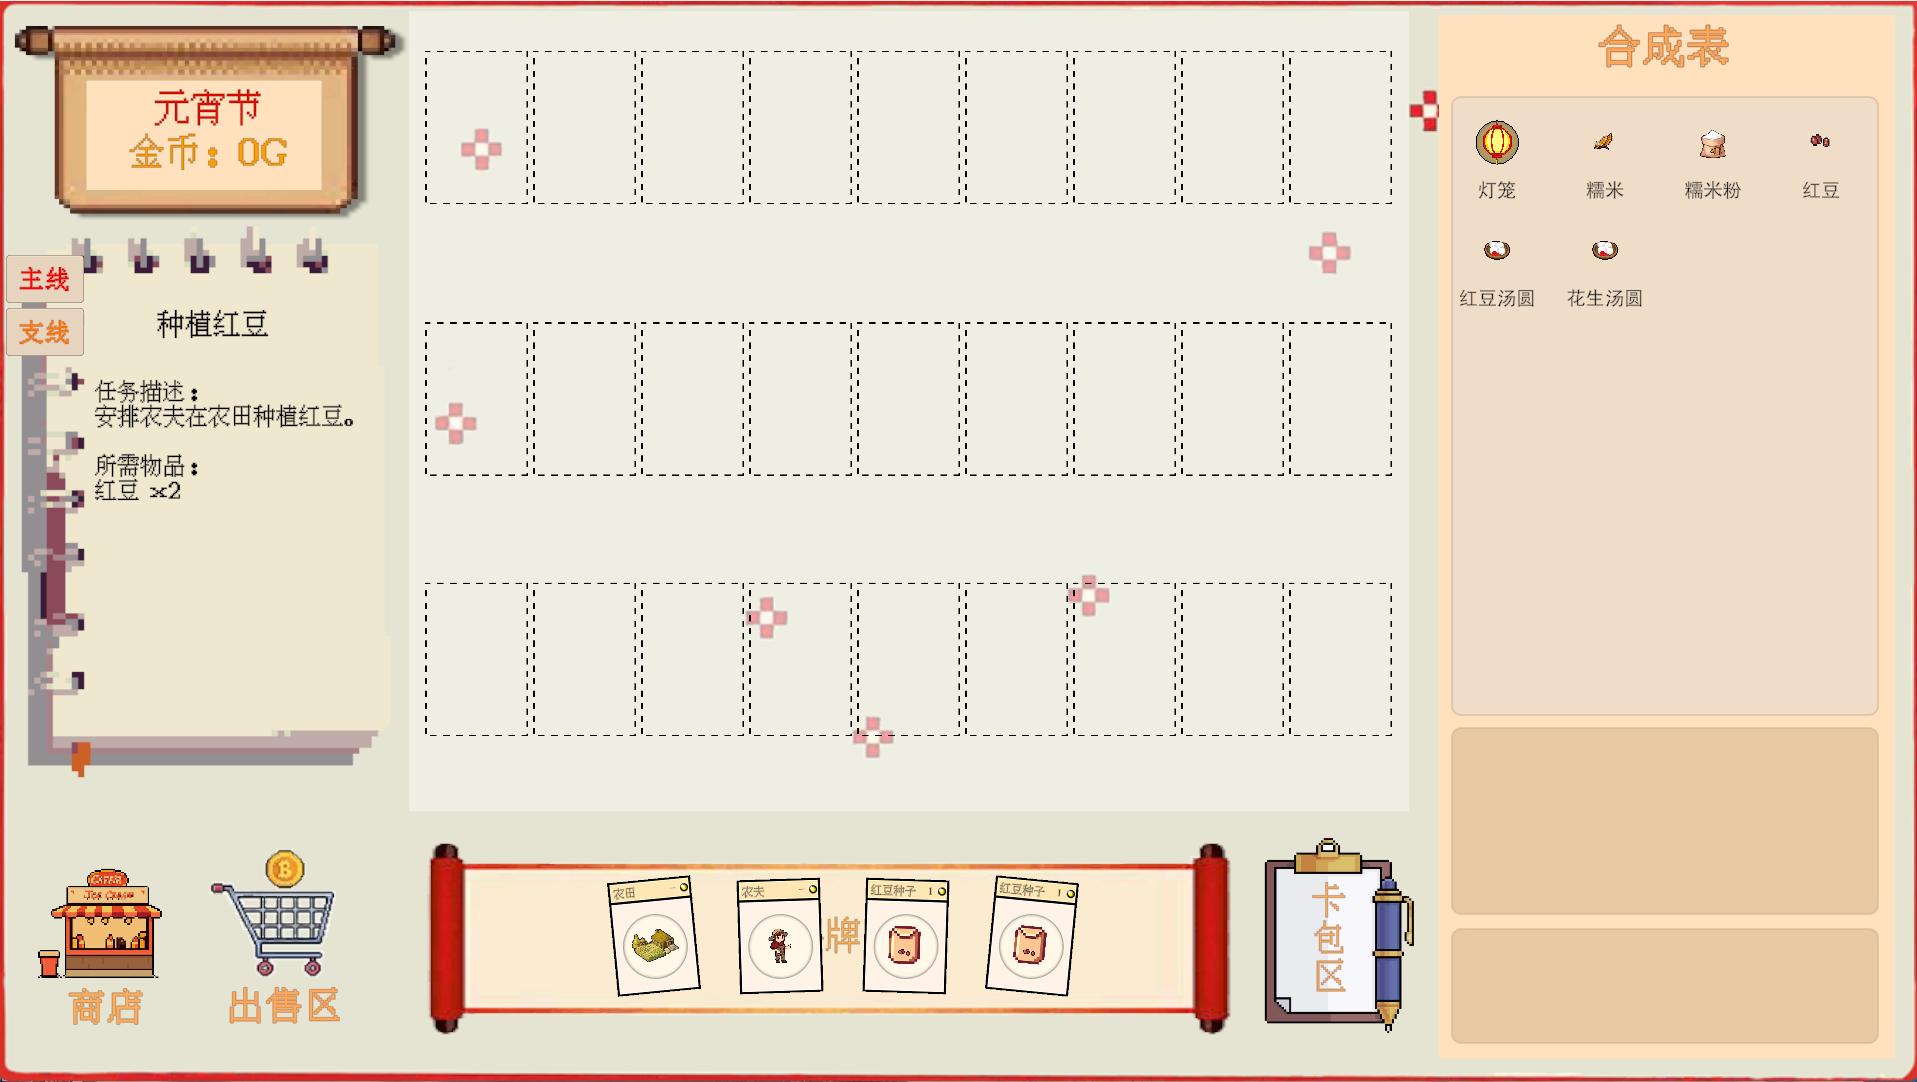 元宵节
金币：0G
主线
支线
种植红豆
任务描述：
安排农夫在农田种植红豆。
所需物品：
红豆 x2
合成表
灯笼
糯米
糯米粉
红豆
红豆汤圆
花生汤圆
商店
出售区
农田
农夫
牌
红豆种子 1
红豆种子 1
卡包区